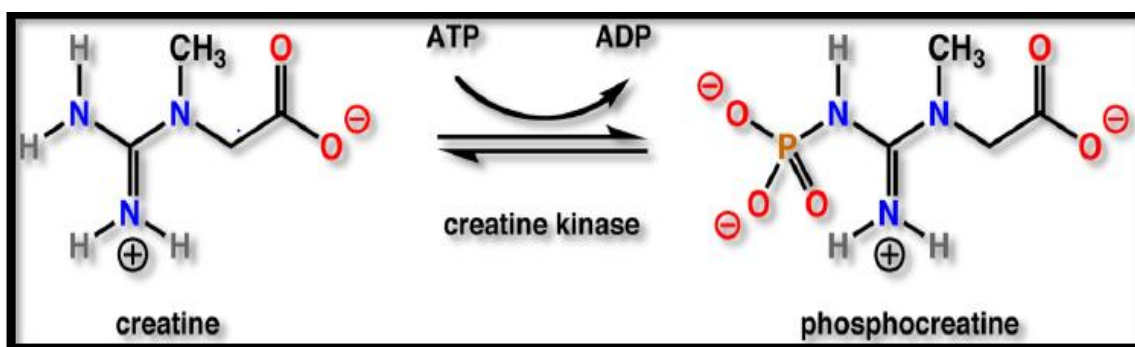 ATP ADP
H CH3 O
H N N O ⊖
N
H ⊕ H
creatine
creatine kinase
H CH3 O
⊖ O N N O ⊖
P
⊖ O O N
H ⊕ H
phosphocreatine